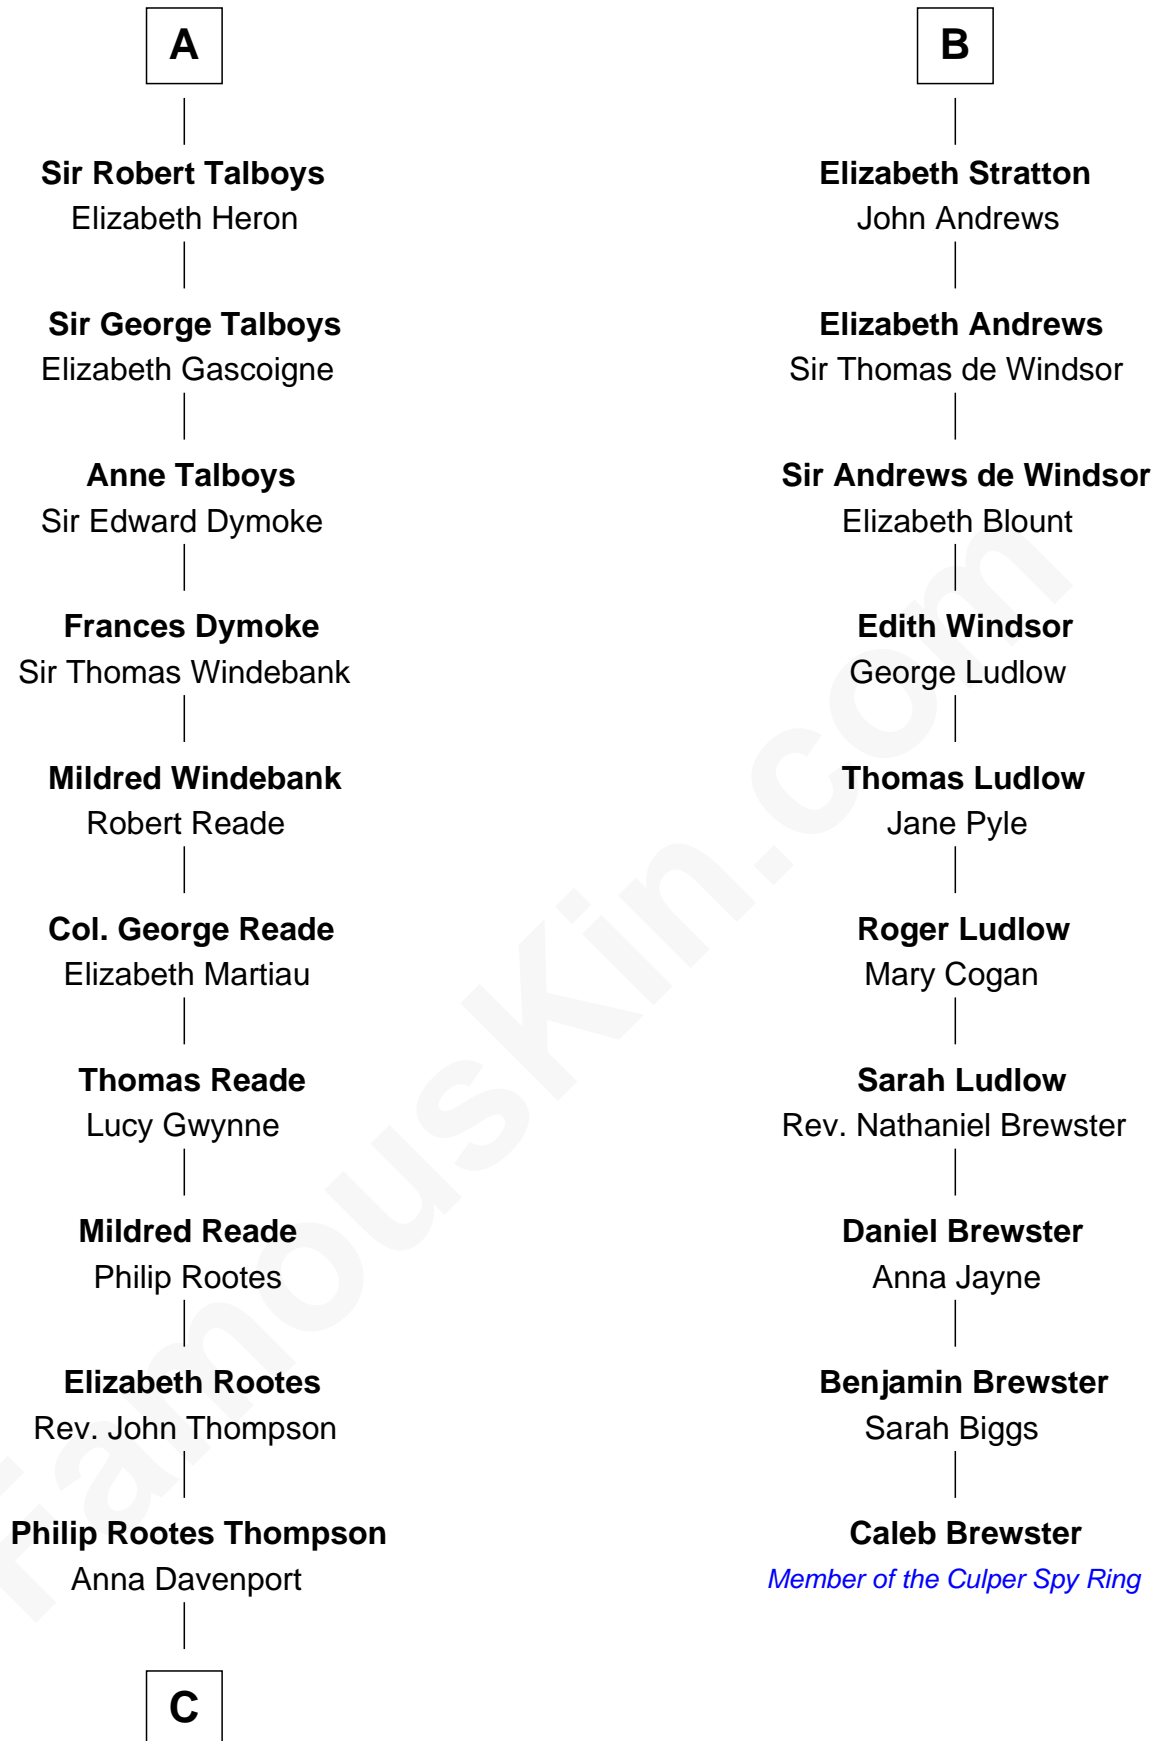 A
Sir Robert Talboys
Elizabeth Heron
Sir George Talboys
Elizabeth Gascoigne
Anne Talboys
Sir Edward Dymoke
Frances Dymoke
Sir Thomas Windebank
Mildred Windebank
Robert Reade
Col. George Reade
Elizabeth Martiau
Thomas Reade
Lucy Gwynne
Mildred Reade
Philip Rootes
Elizabeth Rootes
Rev. John Thompson
Philip Rootes Thompson
Anna Davenport
C
B
Elizabeth Stratton
John Andrews
Elizabeth Andrews
Sir Thomas de Windsor
Sir Andrews de Windsor
Elizabeth Blount
Edith Windsor
George Ludlow
Thomas Ludlow
Jane Pyle
Roger Ludlow
Mary Cogan
Sarah Ludlow
Rev. Nathaniel Brewster
Daniel Brewster
Anna Jayne
Benjamin Brewster
Sarah Biggs
Caleb Brewster
Member of the Culper Spy Ring
FamousKin.com